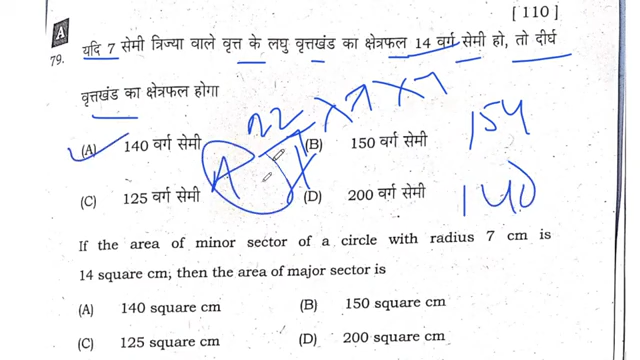 [ 110 ]
A
79. यदि 7 सेमी त्रिज्या वाले वृत्त के लघु वृत्तखंड का क्षेत्रफल 14 वर्ग सेमी हो, तो दीर्घ
वृत्तखंड का क्षेत्रफल होगा
22 × 7 × 7
(A) 140 वर्ग सेमी (B) 150 वर्ग सेमी 154
A
(C) 125 वर्ग सेमी (D) 200 वर्ग सेमी 140
If the area of minor sector of a circle with radius 7 cm is
14 square cm; then the area of major sector is
(A) 140 square cm (B) 150 square cm
(C) 125 square cm (D) 200 square cm